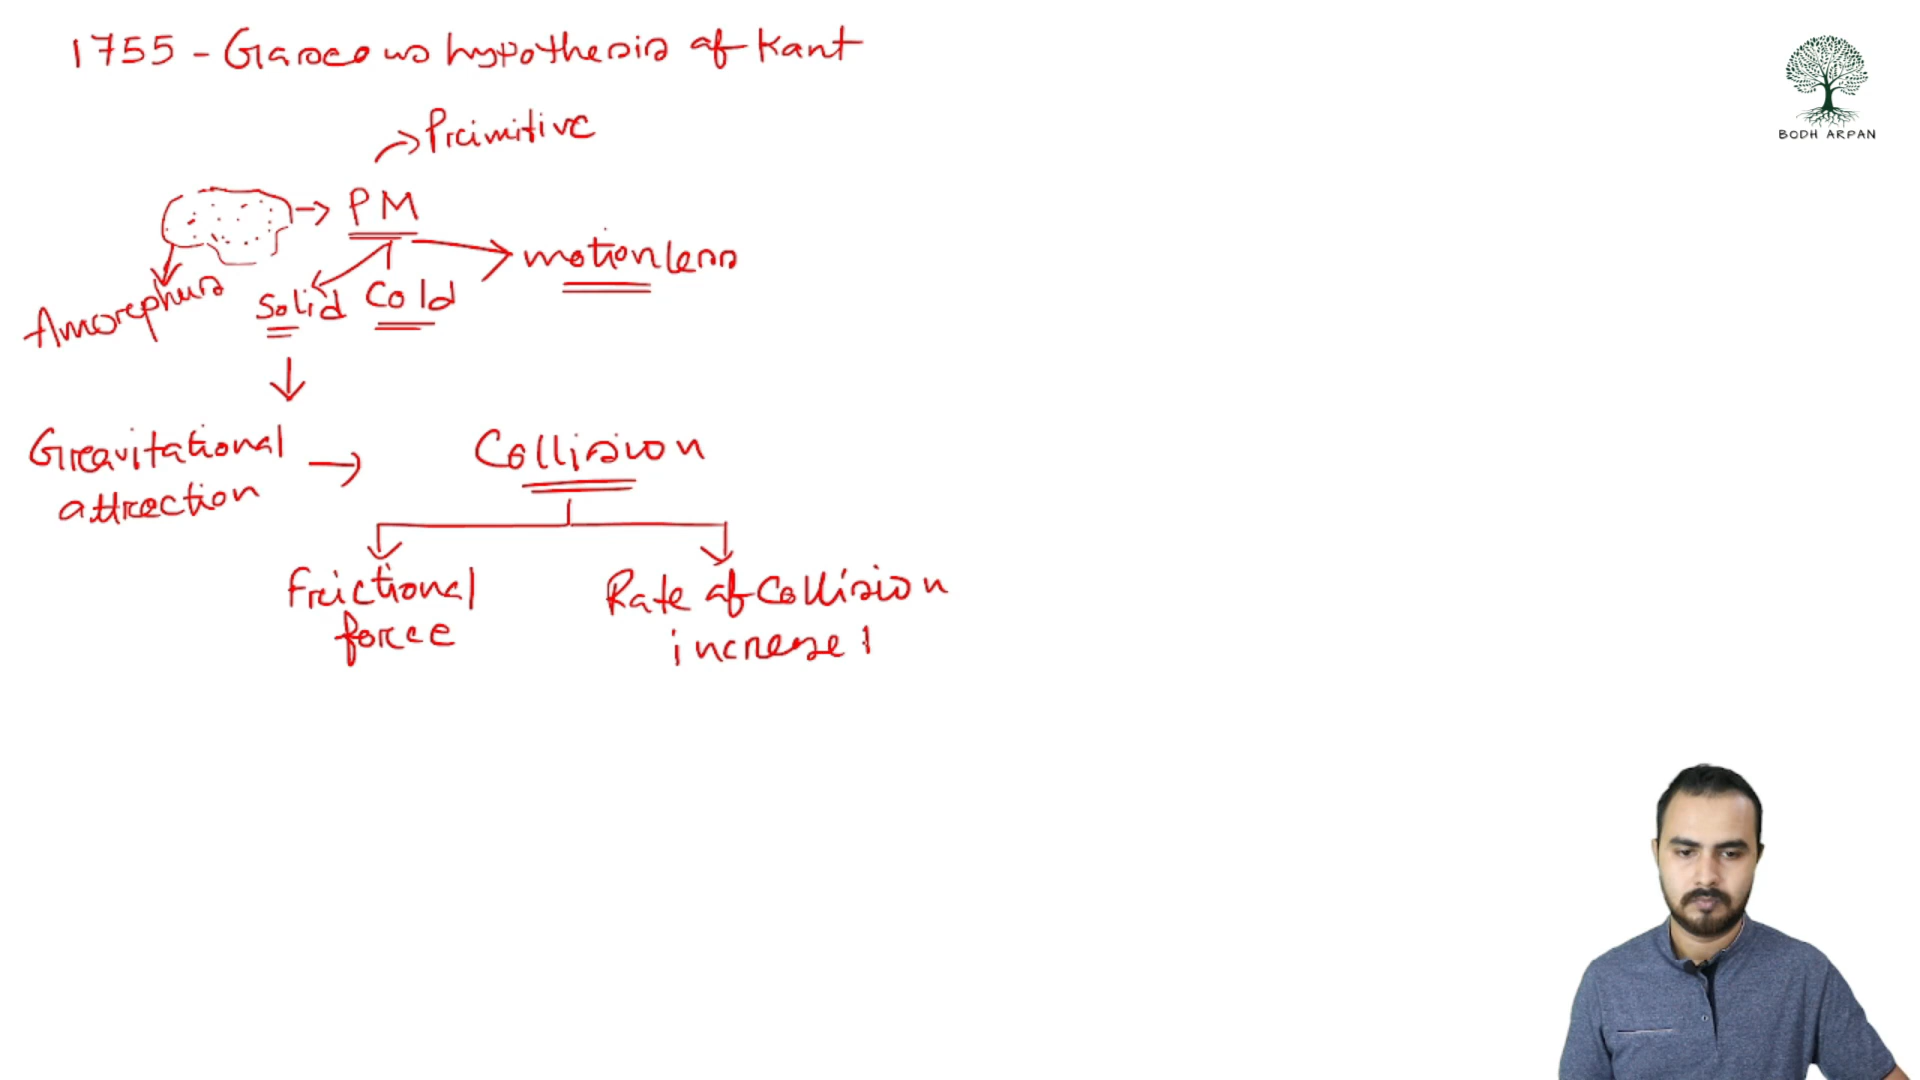 1755 - Gaseous hypothesis of Kant
BODH ARPAN
Primitive
PM
motionless
Amorphus
Solid
Cold
Gravitational
attraction
Collision
Frictional
force
Rate of Collision
increase